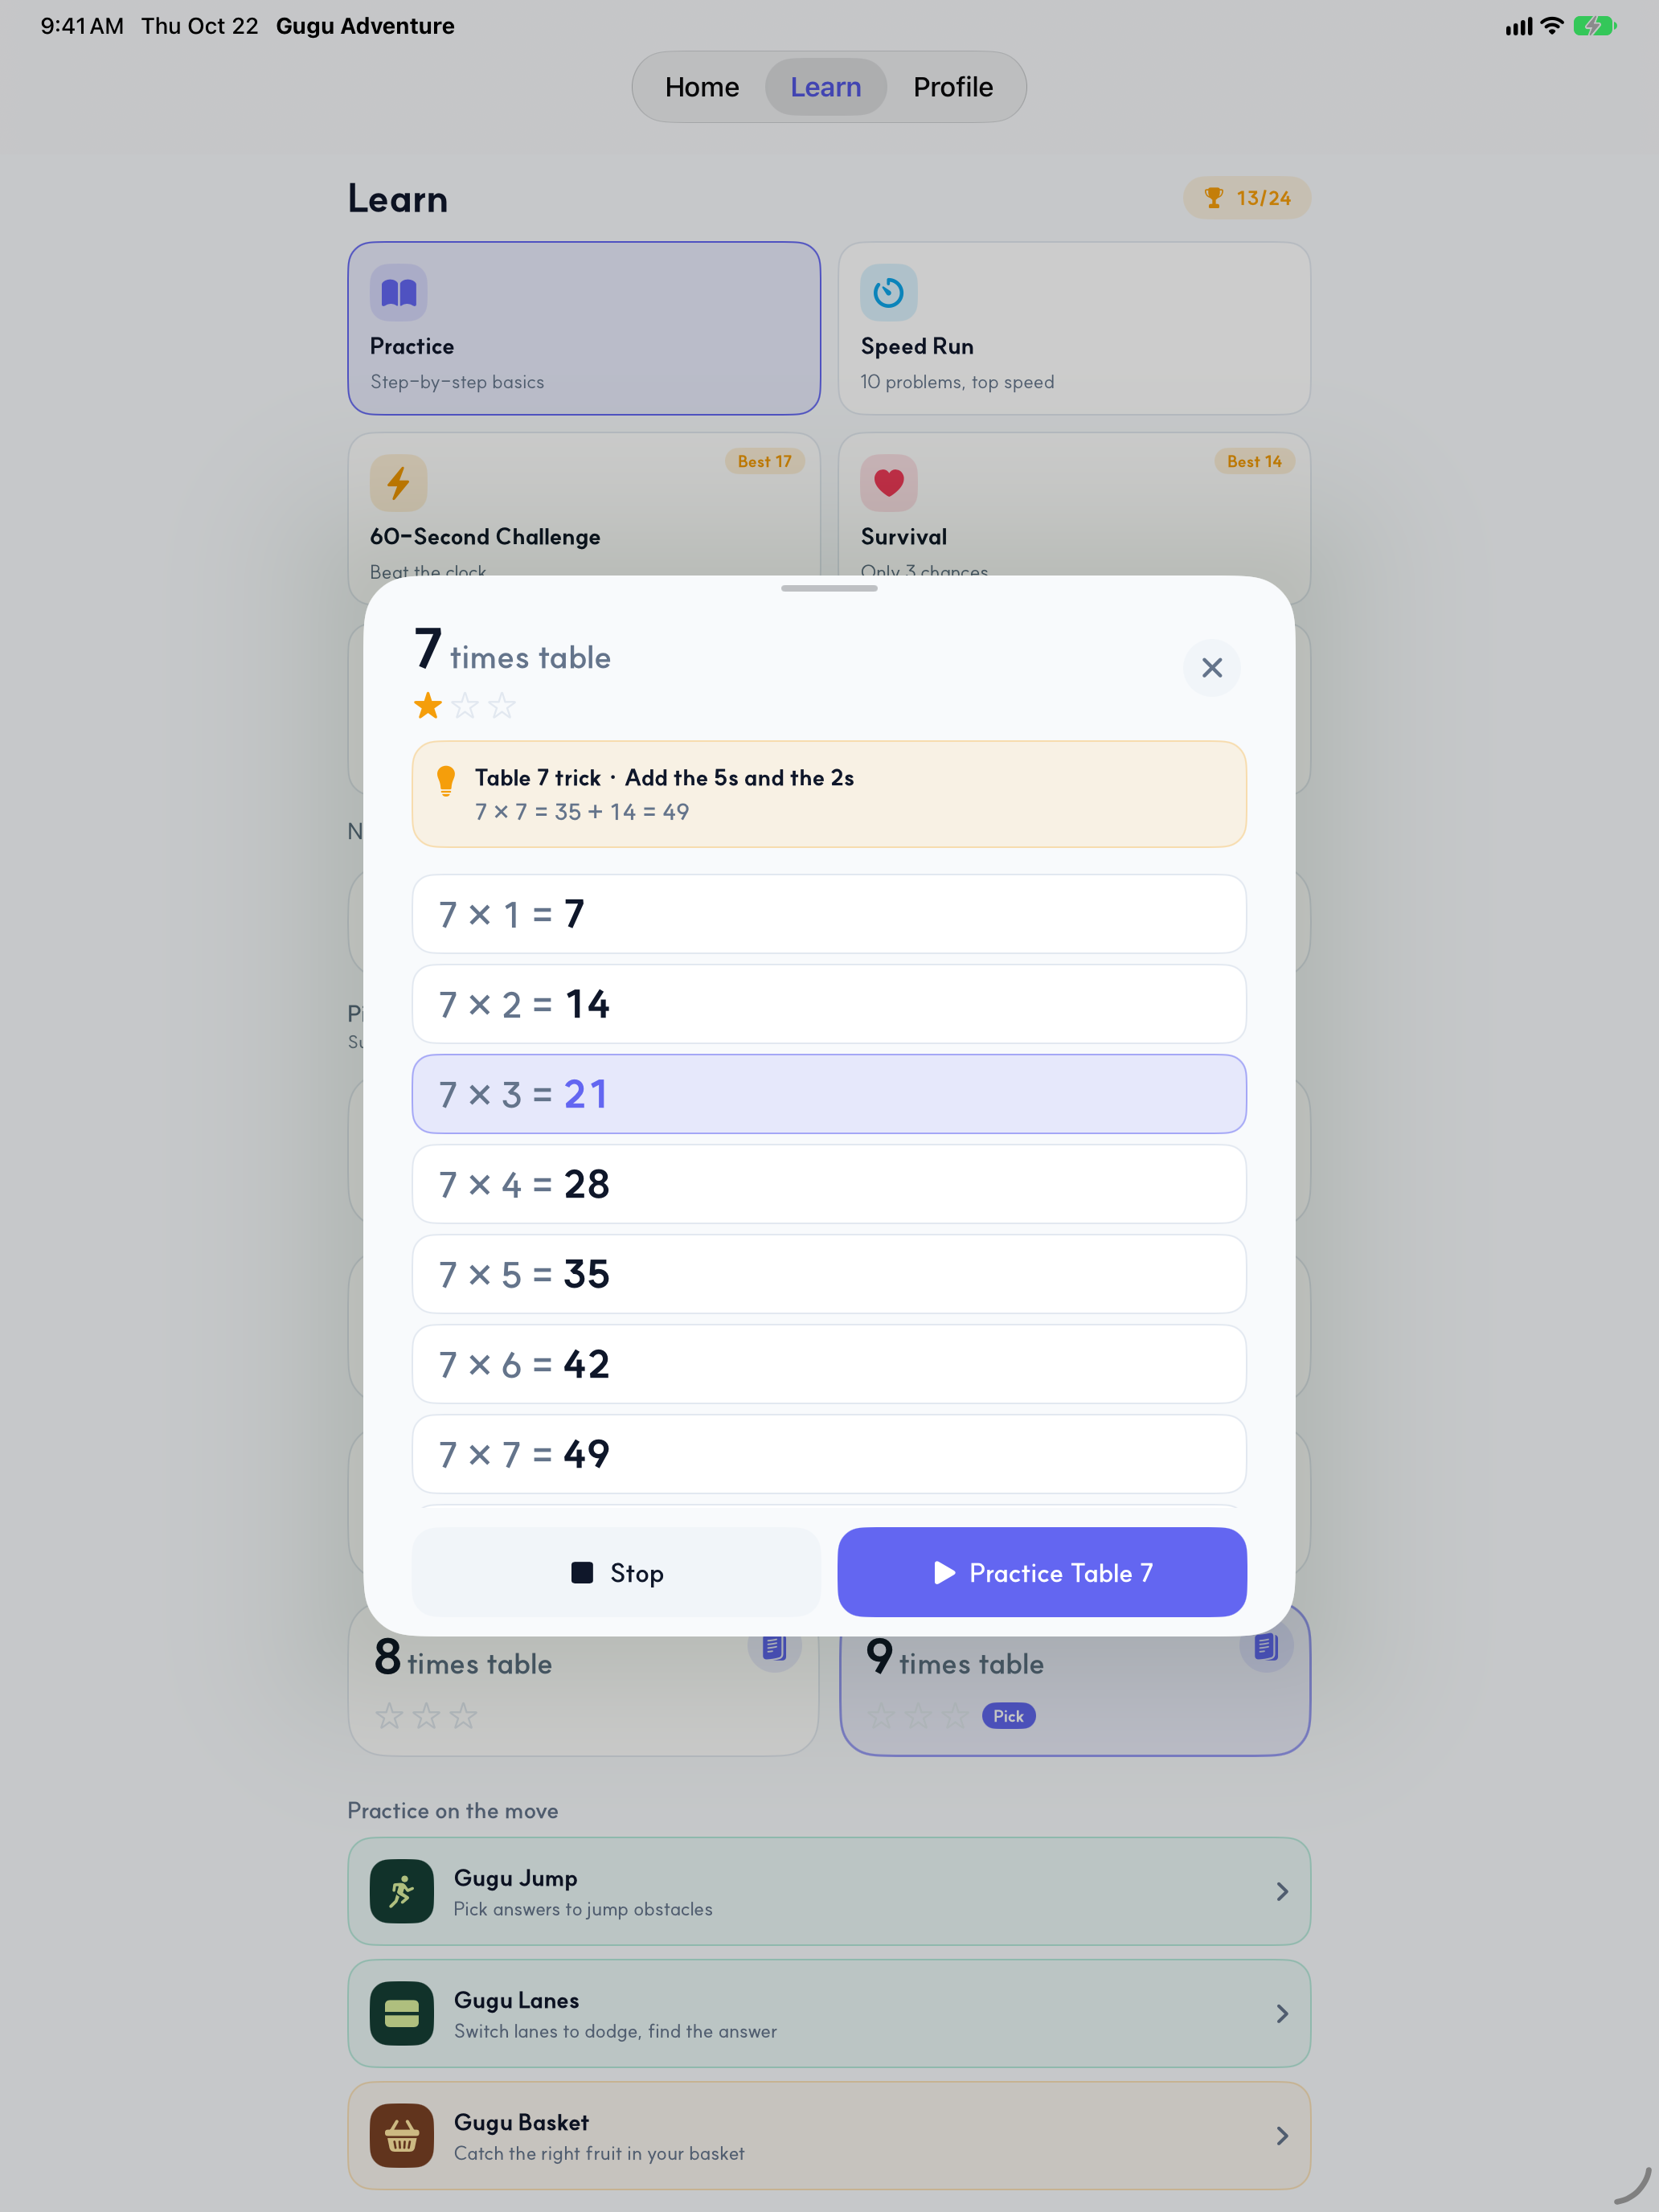 9:41 AM Thu Oct 22 Gugu Adventure
Home Learn Profile
Learn
13/24
Practice
Step-by-step basics
Speed Run
10 problems, top speed
Best 17
60-Second Challenge
Beat the clock
Best 14
Survival
Only 3 chances
7 times table
Table 7 trick · Add the 5s and the 2s
7 × 7 = 35 + 14 = 49
7 × 1 = 7
7 × 2 = 14
7 × 3 = 21
7 × 4 = 28
7 × 5 = 35
7 × 6 = 42
7 × 7 = 49
Stop
Practice Table 7
8 times table
9 times table
Pick
Practice on the move
Gugu Jump
Pick answers to jump obstacles
Gugu Lanes
Switch lanes to dodge, find the answer
Gugu Basket
Catch the right fruit in your basket